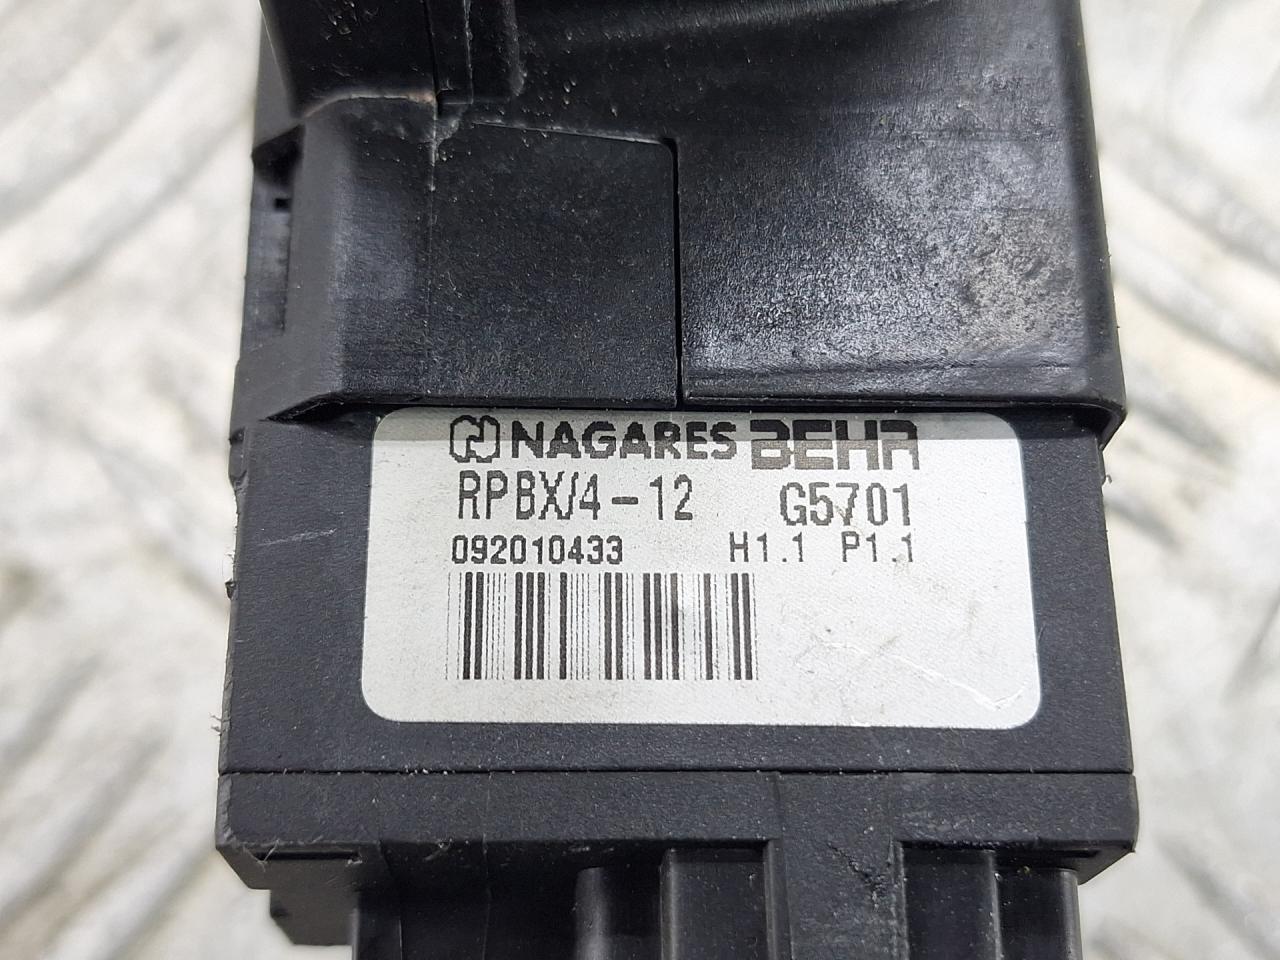 NAGARES BEHR
RPBX/4-12 G5701
092010433 H1.1 P1.1